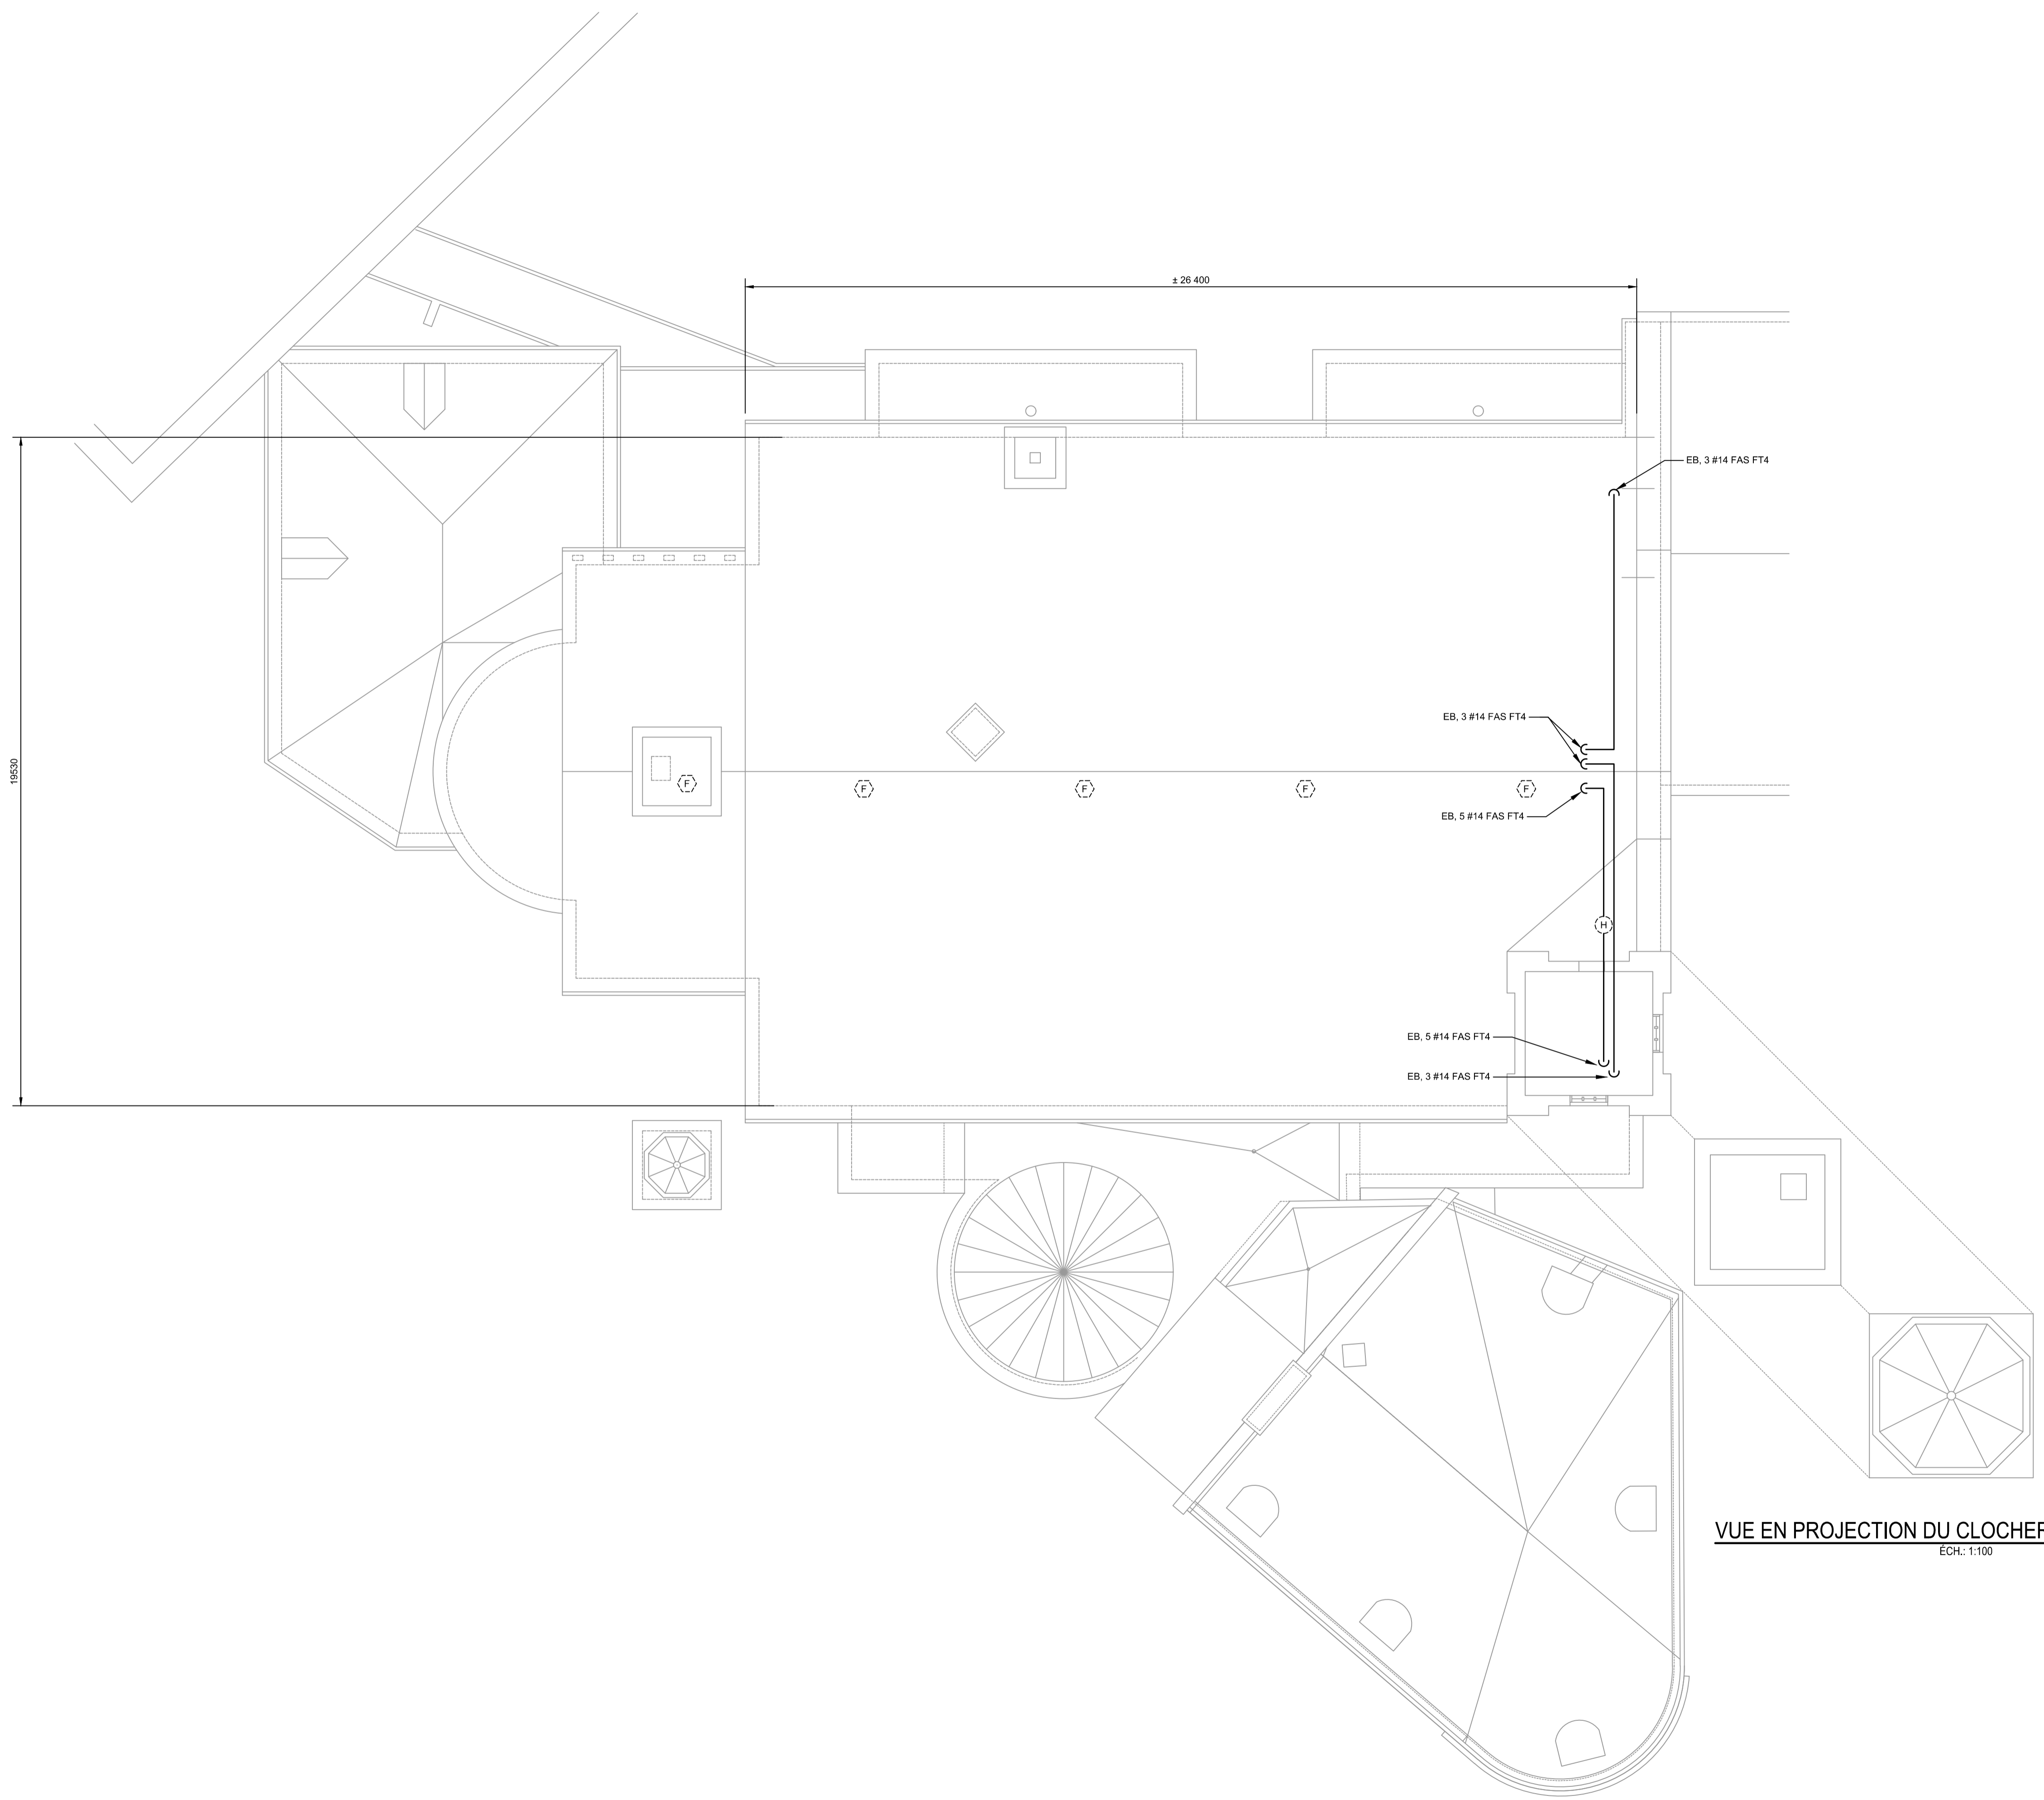 ± 26 400
EB, 3 #14 FAS FT4
EB, 3 #14 FAS FT4
19530
F
F
F
F
F
EB, 5 #14 FAS FT4
H
EB, 5 #14 FAS FT4
EB, 3 #14 FAS FT4
VUE EN PROJECTION DU CLOCHER
ÉCH.: 1:100